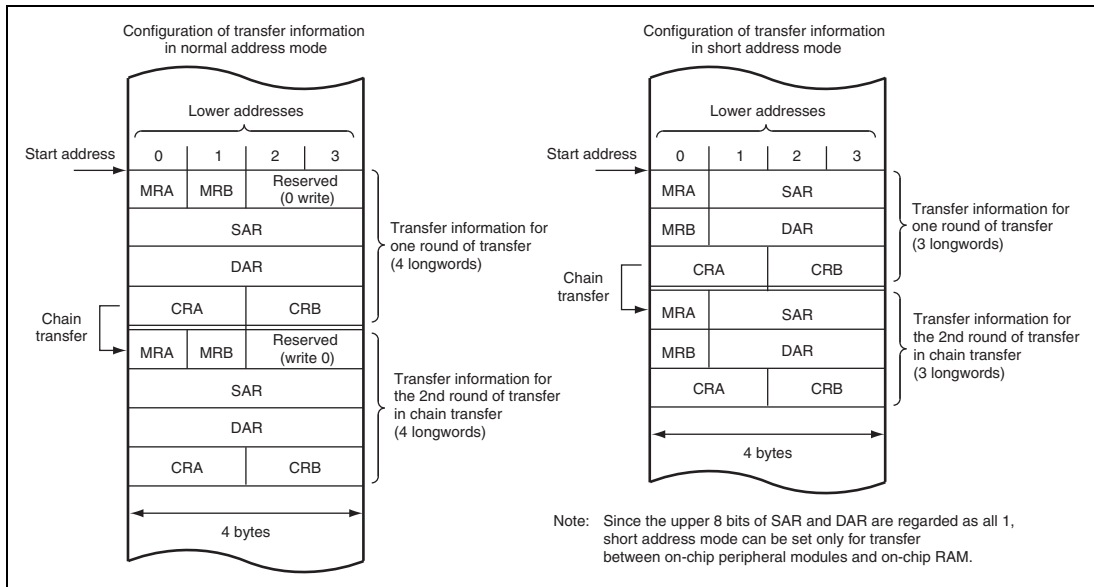 Configuration of transfer information
in normal address mode
Lower addresses
Start address
0 1 2 3
MRA MRB Reserved
(0 write)
SAR
DAR
CRA CRB
Transfer information for
one round of transfer
(4 longwords)
Chain
transfer
MRA MRB Reserved
(write 0)
SAR
DAR
CRA CRB
Transfer information for
the 2nd round of transfer
in chain transfer
(4 longwords)
4 bytes
Configuration of transfer information
in short address mode
Lower addresses
Start address
0 1 2 3
MRA SAR
MRB DAR
CRA CRB
Transfer information for
one round of transfer
(3 longwords)
Chain
transfer
MRA SAR
MRB DAR
CRA CRB
Transfer information for
the 2nd round of transfer
in chain transfer
(3 longwords)
4 bytes
Note: Since the upper 8 bits of SAR and DAR are regarded as all 1,
short address mode can be set only for transfer
between on-chip peripheral modules and on-chip RAM.